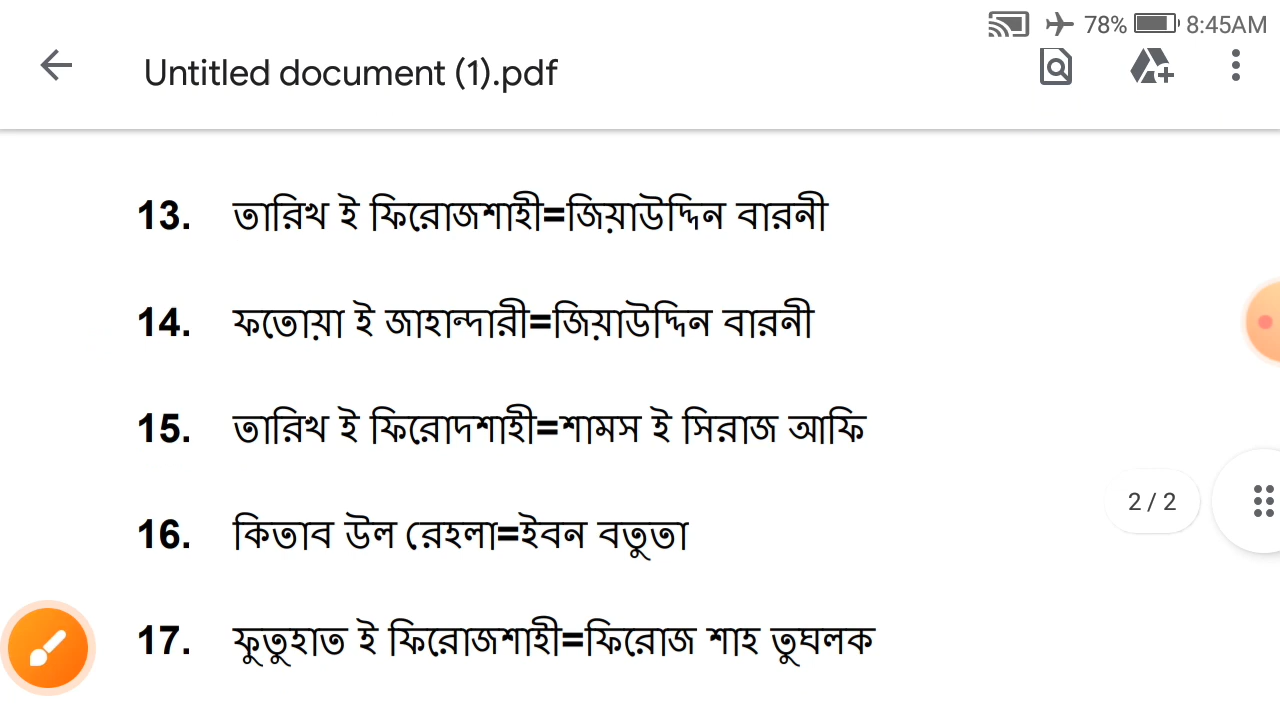 78% 8:45AM
Untitled document (1).pdf
13. তারিখ ই ফিরোজশাহী=জিয়াউদ্দিন বারনী
14. ফতোয়া ই জাহান্দারী=জিয়াউদ্দিন বারনী
15. তারিখ ই ফিরোদশাহী=শামস ই সিরাজ আফি
2 / 2
16. কিতাব উল রেহলা=ইবন বতুতা
17. ফুতুহাত ই ফিরোজশাহী=ফিরোজ শাহ তুঘলক